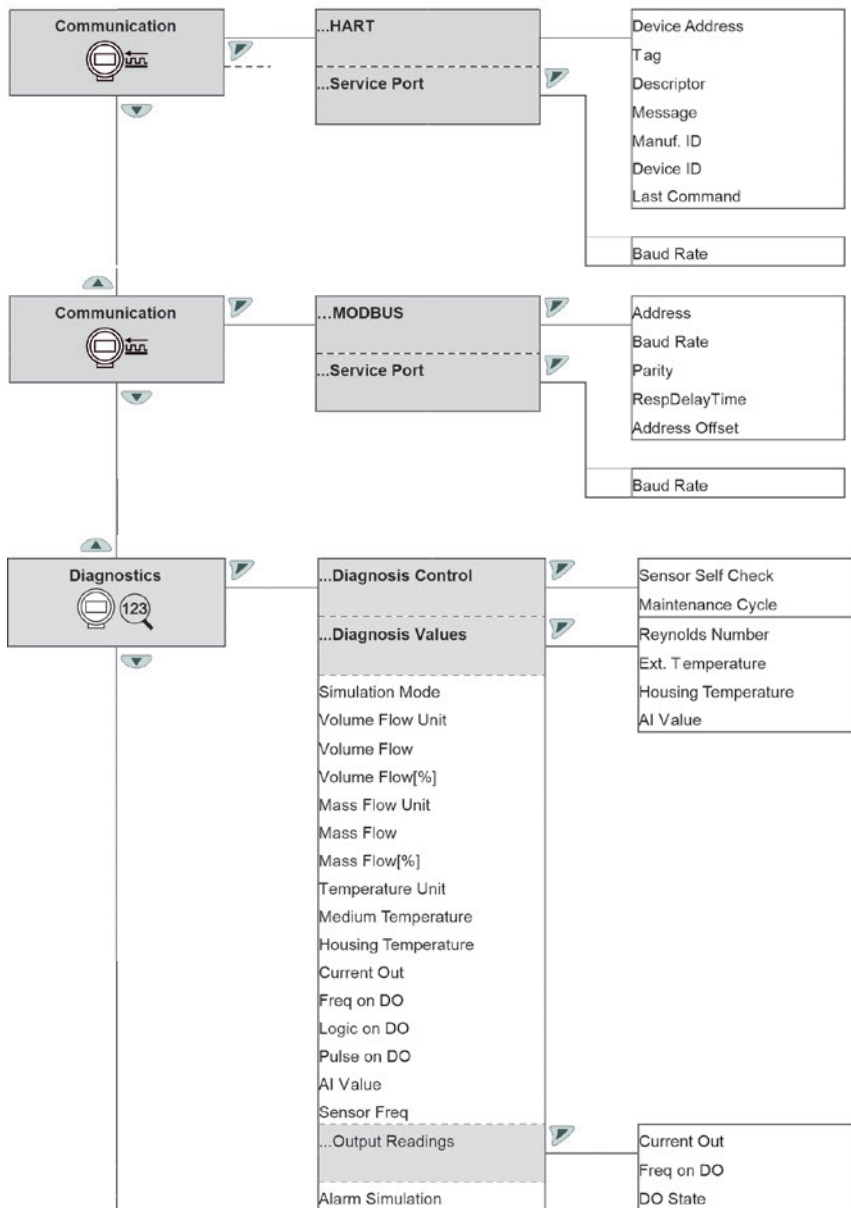 Communication
...HART
...Service Port
Device Address
Tag
Descriptor
Message
Manuf. ID
Device ID
Last Command
Baud Rate
Communication
...MODBUS
...Service Port
Address
Baud Rate
Parity
RespDelayTime
Address Offset
Baud Rate
Diagnostics
123
...Diagnosis Control
Sensor Self Check
Maintenance Cycle
...Diagnosis Values
Reynolds Number
Ext. Temperature
Housing Temperature
AI Value
Simulation Mode
Volume Flow Unit
Volume Flow
Volume Flow[%]
Mass Flow Unit
Mass Flow
Mass Flow[%]
Temperature Unit
Medium Temperature
Housing Temperature
Current Out
Freq on DO
Logic on DO
Pulse on DO
AI Value
Sensor Freq
...Output Readings
Current Out
Freq on DO
DO State
Alarm Simulation